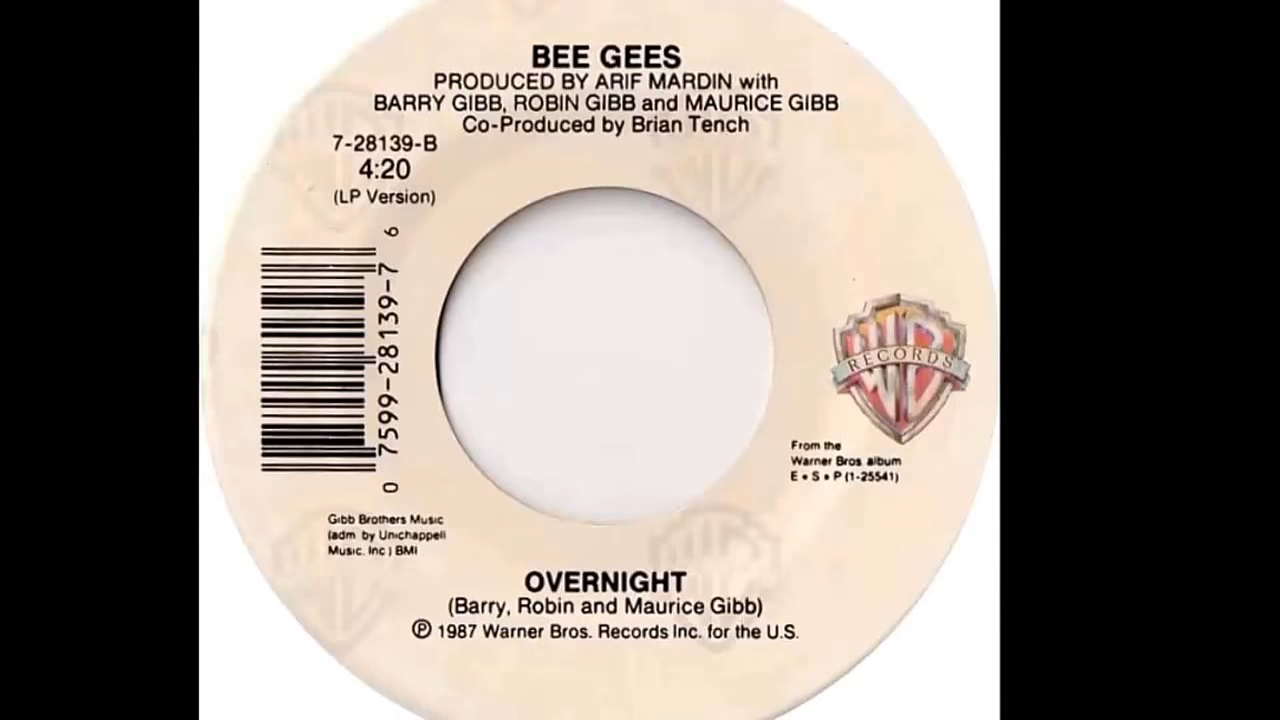 BEE GEES
PRODUCED BY ARIF MARDIN with
BARRY GIBB, ROBIN GIBB and MAURICE GIBB
Co-Produced by Brian Tench
7-28139-B
4:20
(LP Version)
0 7599-28139-7 6
WB
RECORDS
From the
Warner Bros. album
E • S • P (1-25541)
Gibb Brothers Music
(adm. by Unichappell
Music, Inc.) BMI
OVERNIGHT
(Barry, Robin and Maurice Gibb)
℗ 1987 Warner Bros. Records Inc. for the U.S.